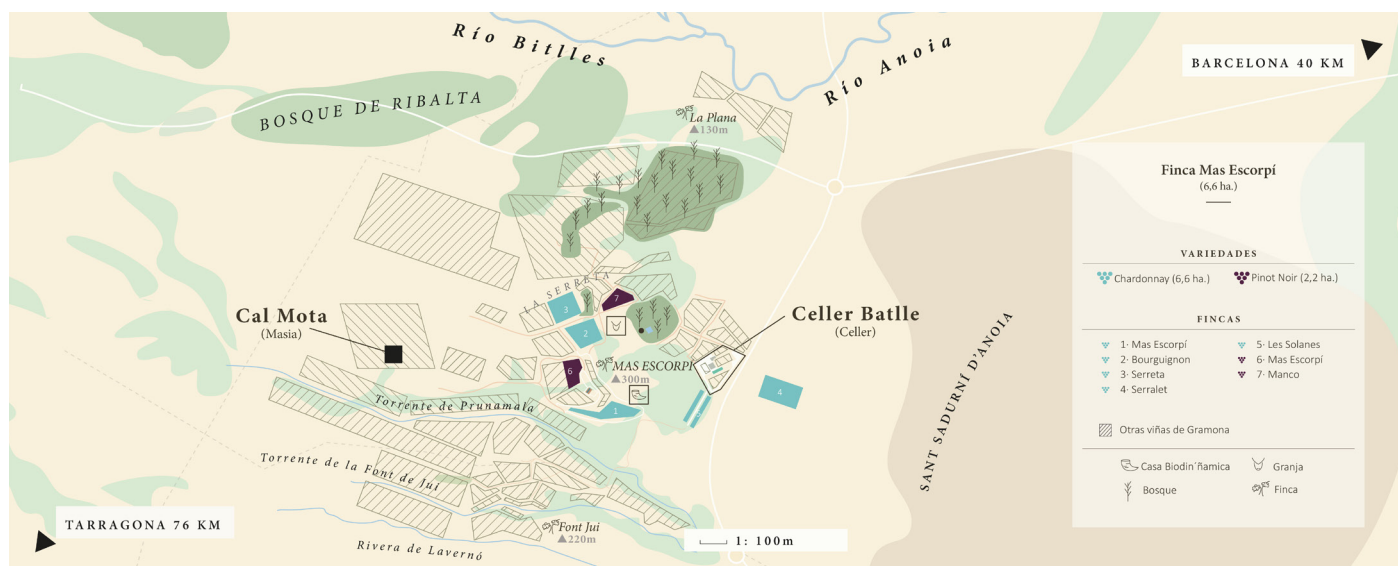 Río Bitlles
Río Anoia
BARCELONA 40 KM
BOSQUE DE RIBALTA
La Plana
130m
LA SERRETA
3
7
2
Cal Mota
(Masia)
Celler Batlle
(Celler)
6
MAS ESCORPÍ
300m
4
1
Torrente de Prunamala
Torrente de la Font de Jui
Font Jui
220m
Rivera de Lavernó
SANT SADURNÍ D'ANOIA
TARRAGONA 76 KM
1: 100m
Finca Mas Escorpí
(6,6 ha.)
VARIEDADES
Chardonnay (6,6 ha.)
Pinot Noir (2,2 ha.)
FINCAS
1· Mas Escorpí
5· Les Solanes
2· Bourguignon
6· Mas Escorpí
3· Serreta
7· Manco
4· Serralet
Otras viñas de Gramona
Casa Biodin´ñamica
Granja
Bosque
Finca